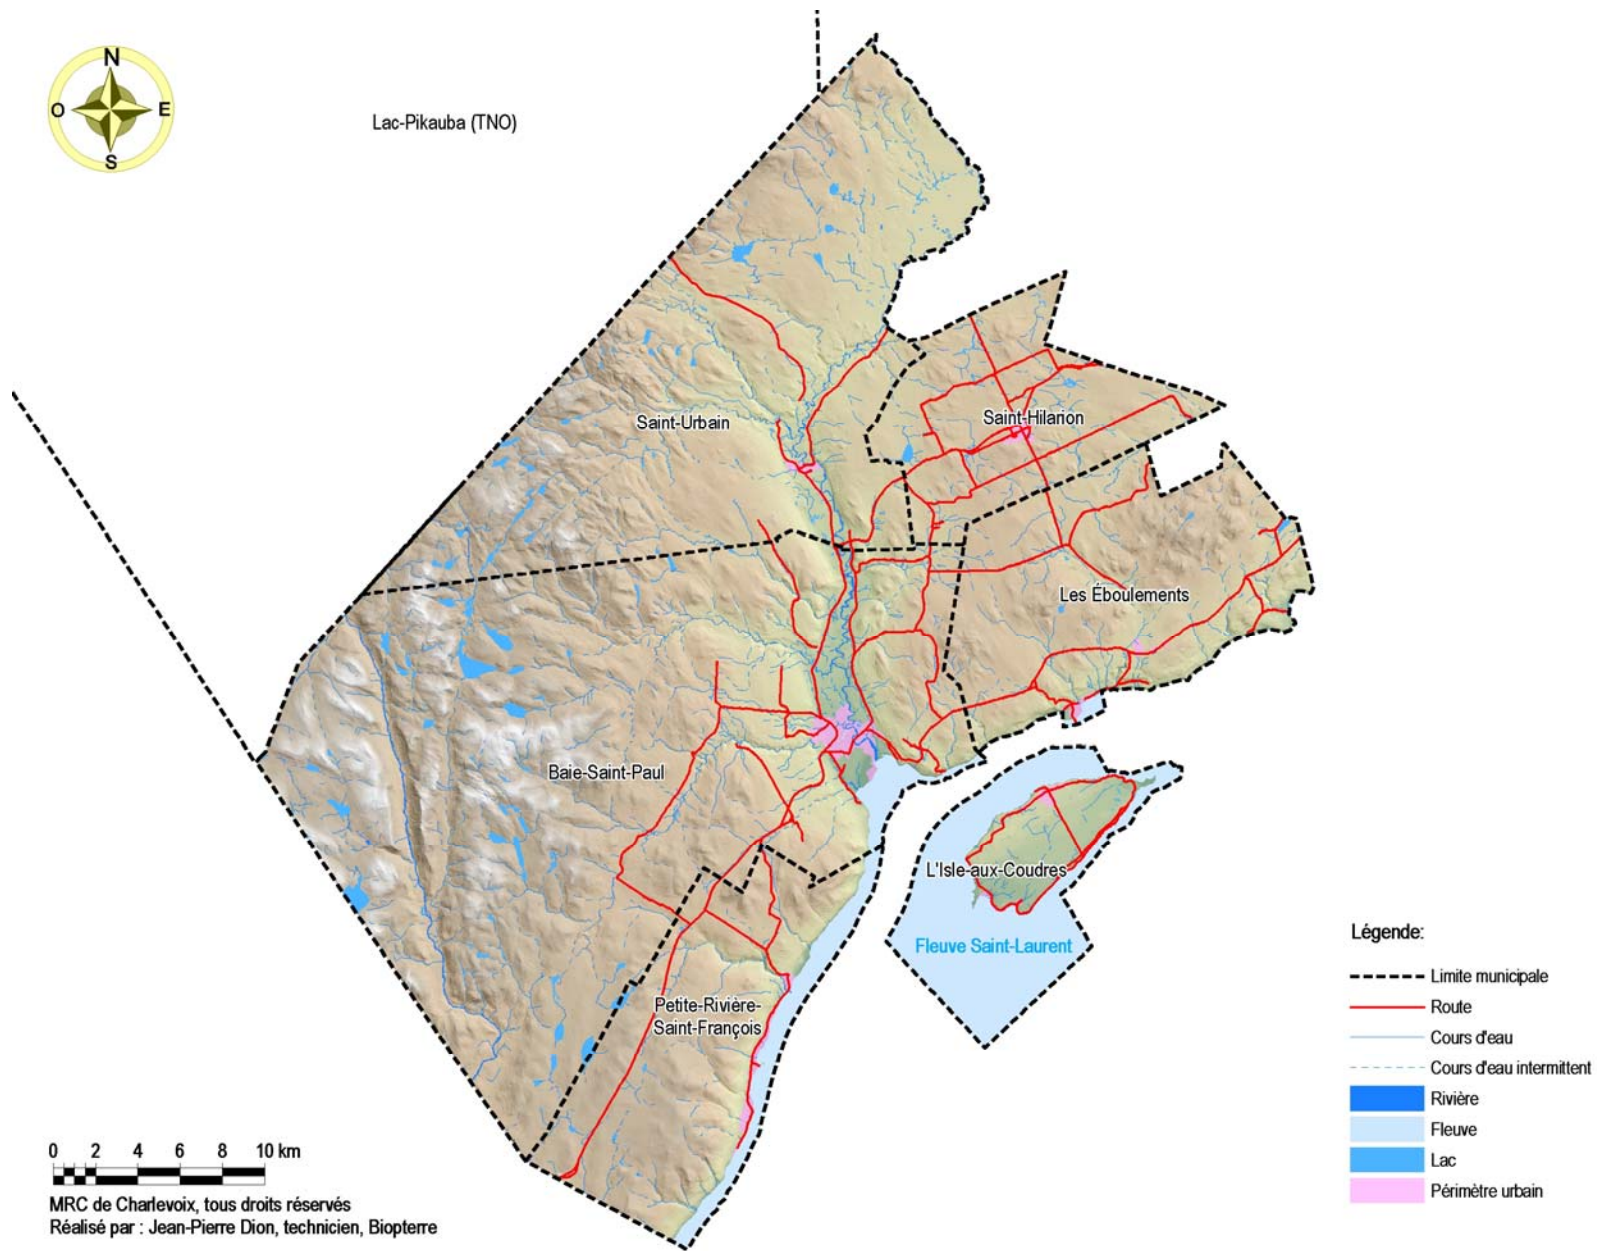 N
O
E
S
Lac-Pikauba (TNO)
Saint-Urbain
Saint-Hilarion
Les Éboulements
Baie-Saint-Paul
L'Isle-aux-Coudres
Fleuve Saint-Laurent
Petite-Rivière-
Saint-François
Légende:
Limite municipale
Route
Cours d'eau
Cours d'eau intermittent
Rivière
Fleuve
Lac
Périmètre urbain
0 2 4 6 8 10 km
MRC de Charlevoix, tous droits réservés
Réalisé par : Jean-Pierre Dion, technicien, Biopterre